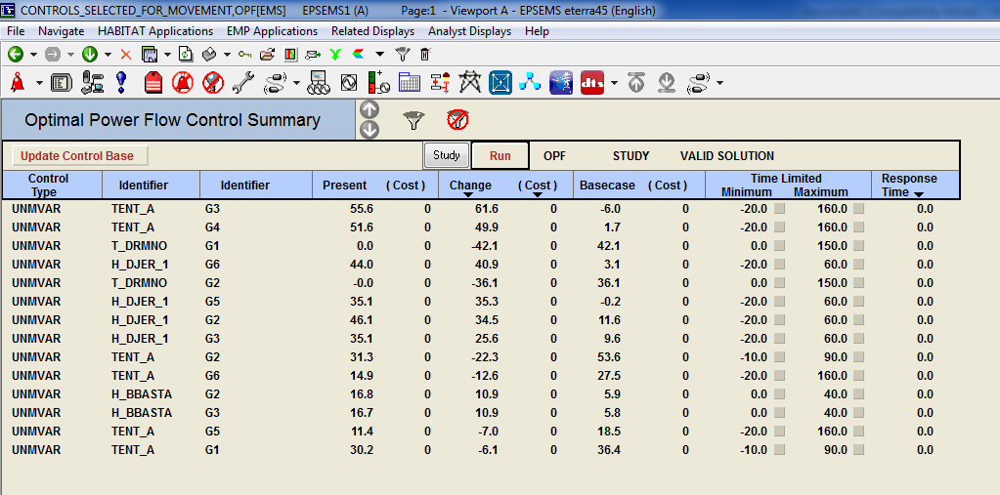 CONTROLS_SELECTED_FOR_MOVEMENT,OPF[EMS] EPSEMS1 (A) Page:1 - Viewport A - EPSEMS eterra45 (English)
File Navigate HABITAT Applications EMP Applications Related Displays Analyst Displays Help
dts
Optimal Power Flow Control Summary
Update Control Base Study Run OPF STUDY VALID SOLUTION
Control Time Limited Response
Type Identifier Identifier Present ( Cost ) Change ( Cost ) Basecase ( Cost ) Minimum Maximum Time
UNMVAR TENT_A G3 55.6 0 61.6 0 -6.0 0 -20.0 160.0 0.0
UNMVAR TENT_A G4 51.6 0 49.9 0 1.7 0 -20.0 160.0 0.0
UNMVAR T_DRMNO G1 0.0 0 -42.1 0 42.1 0 0.0 150.0 0.0
UNMVAR H_DJER_1 G6 44.0 0 40.9 0 3.1 0 -20.0 60.0 0.0
UNMVAR T_DRMNO G2 -0.0 0 -36.1 0 36.1 0 0.0 150.0 0.0
UNMVAR H_DJER_1 G5 35.1 0 35.3 0 -0.2 0 -20.0 60.0 0.0
UNMVAR H_DJER_1 G2 46.1 0 34.5 0 11.6 0 -20.0 60.0 0.0
UNMVAR H_DJER_1 G3 35.1 0 25.6 0 9.6 0 -20.0 60.0 0.0
UNMVAR TENT_A G2 31.3 0 -22.3 0 53.6 0 -10.0 90.0 0.0
UNMVAR TENT_A G6 14.9 0 -12.6 0 27.5 0 -20.0 160.0 0.0
UNMVAR H_BBASTA G2 16.8 0 10.9 0 5.9 0 0.0 40.0 0.0
UNMVAR H_BBASTA G3 16.7 0 10.9 0 5.8 0 0.0 40.0 0.0
UNMVAR TENT_A G5 11.4 0 -7.0 0 18.5 0 -20.0 160.0 0.0
UNMVAR TENT_A G1 30.2 0 -6.1 0 36.4 0 -10.0 90.0 0.0